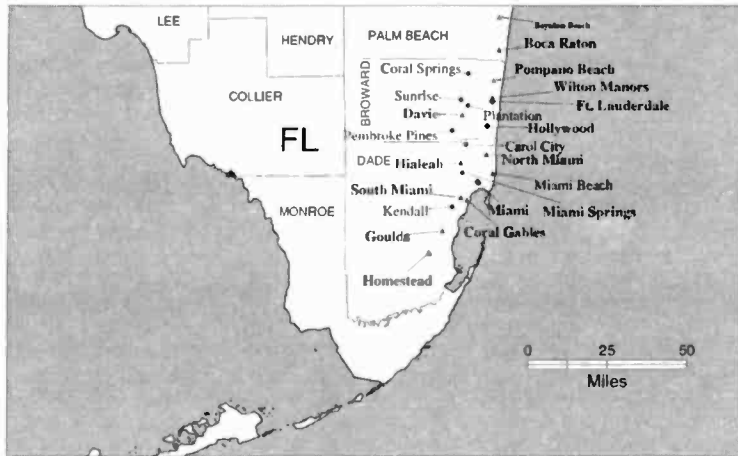 LEE
HENDRY
PALM BEACH
Boynton Beach
Boca Raton
Coral Springs
Pompano Beach
Wilton Manors
COLLIER
BROWARD
Sunrise
Ft. Lauderdale
Davie
Plantation
FL
Pembroke Pines
Hollywood
Carol City
DADE
Hialeah
North Miami
Miami Beach
South Miami
MONROE
Kendall
Miami
Miami Springs
Goulds
Coral Gables
Homestead
0 25 50
Miles